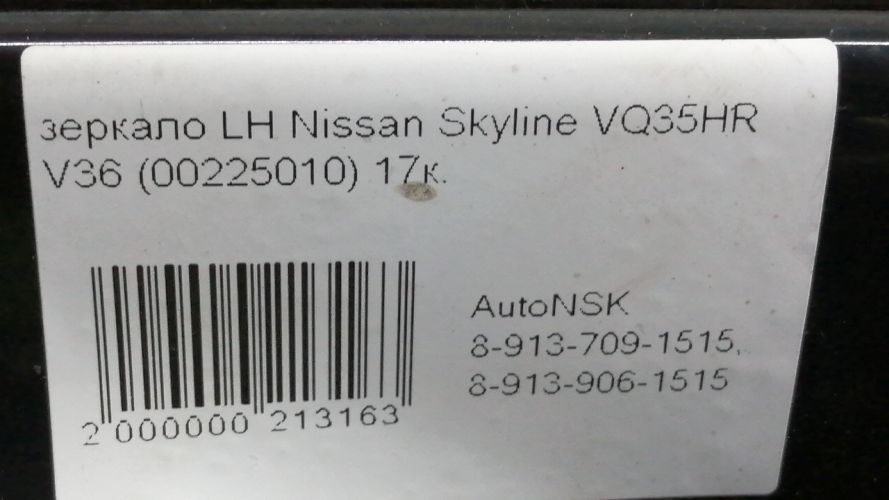 зеркало LH Nissan Skyline VQ35HR
V36 (00225010) 17к.
AutoNSK
8-913-709-1515,
8-913-906-1515
2 000000 213163